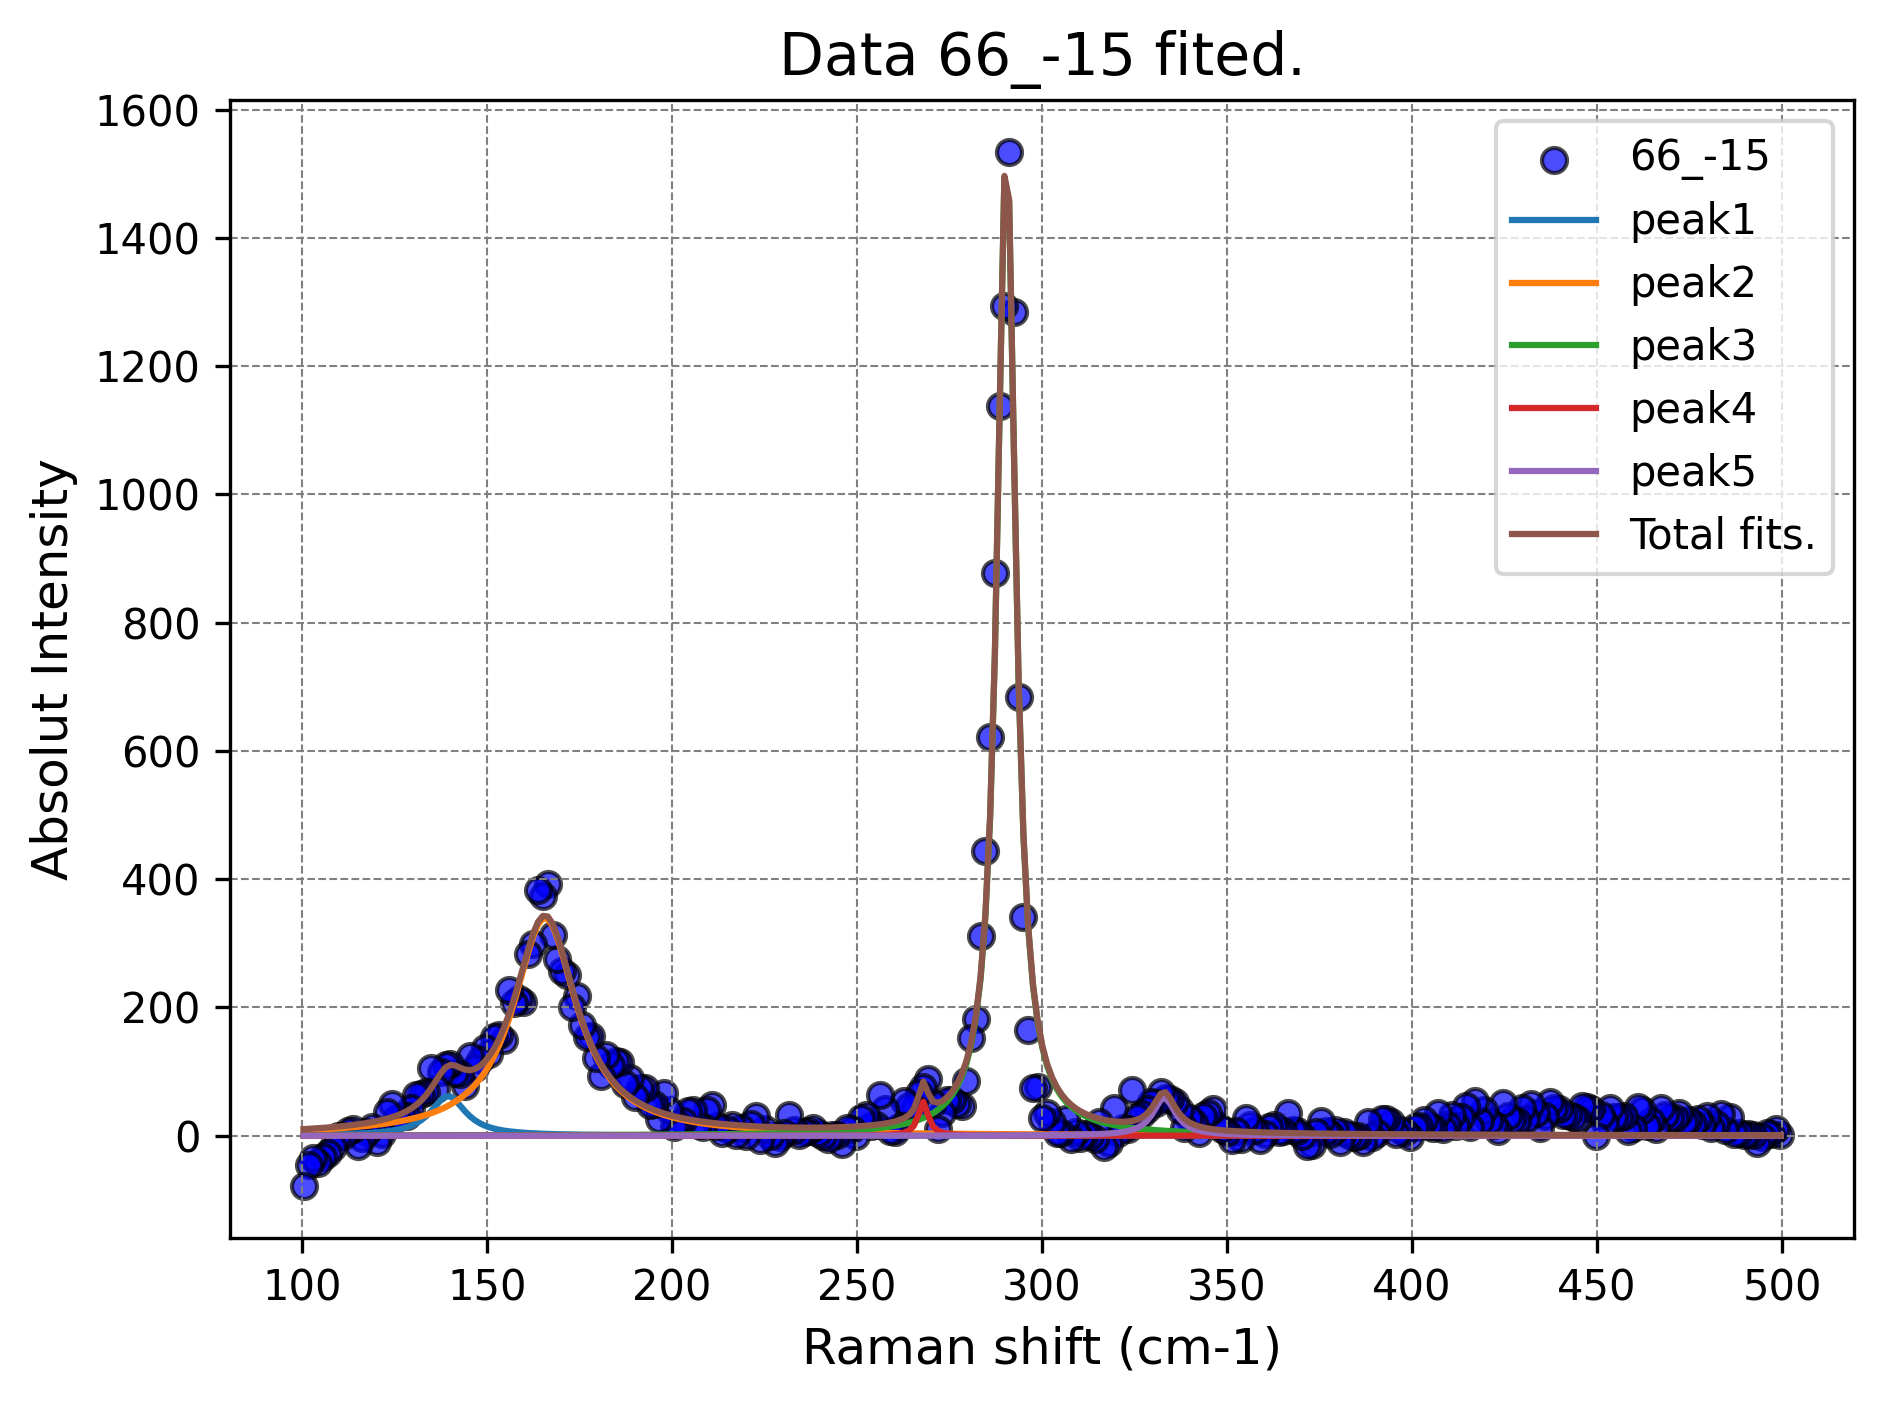 Data 66_-15 fited.
1600
1400
1200
1000
800
600
400
200
0
Absolut Intensity
66_-15
peak1
peak2
peak3
peak4
peak5
Total fits.
100 150 200 250 300 350 400 450 500
Raman shift (cm-1)